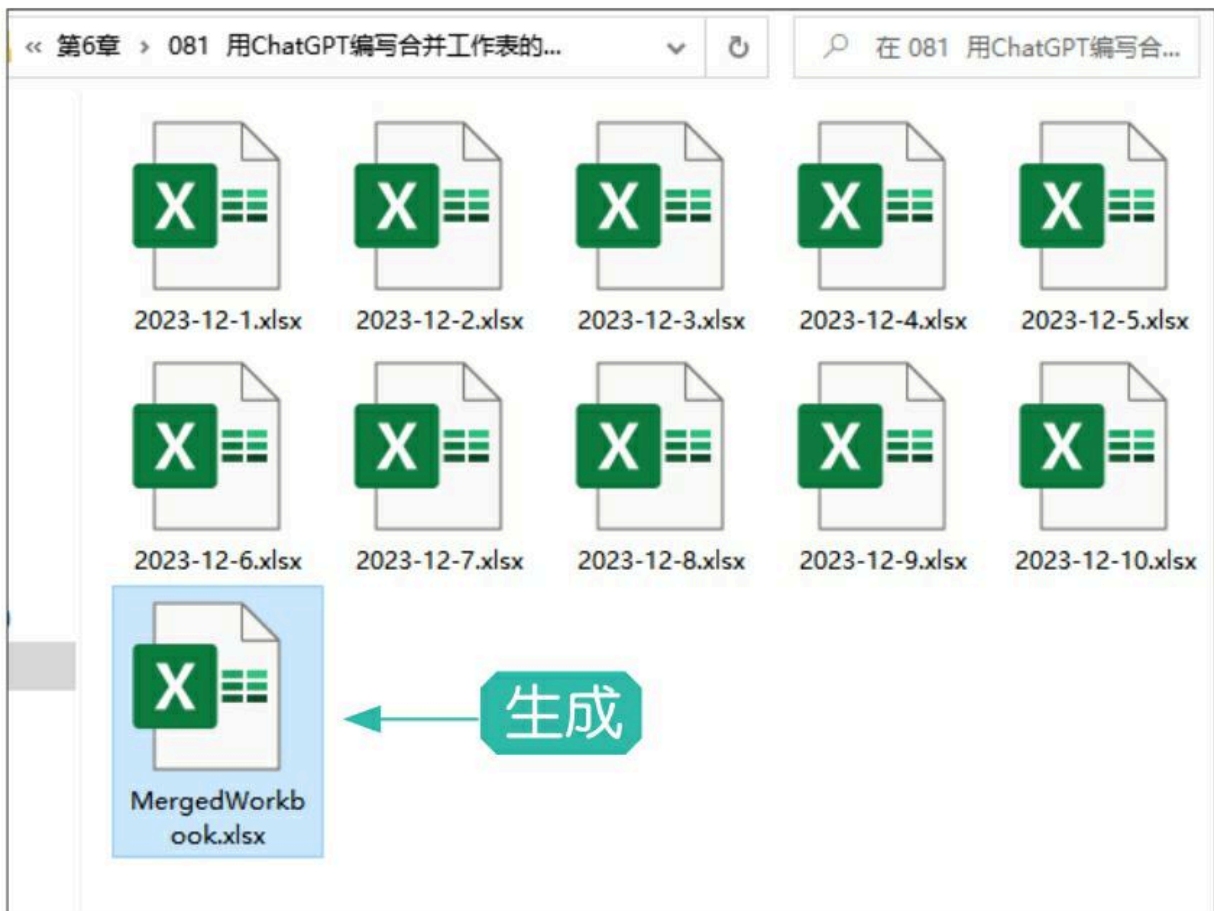 « 第6章 › 081 用ChatGPT编写合并工作表的...
在 081 用ChatGPT编写合...
2023-12-1.xlsx
2023-12-2.xlsx
2023-12-3.xlsx
2023-12-4.xlsx
2023-12-5.xlsx
2023-12-6.xlsx
2023-12-7.xlsx
2023-12-8.xlsx
2023-12-9.xlsx
2023-12-10.xlsx
MergedWorkb
ook.xlsx
生成